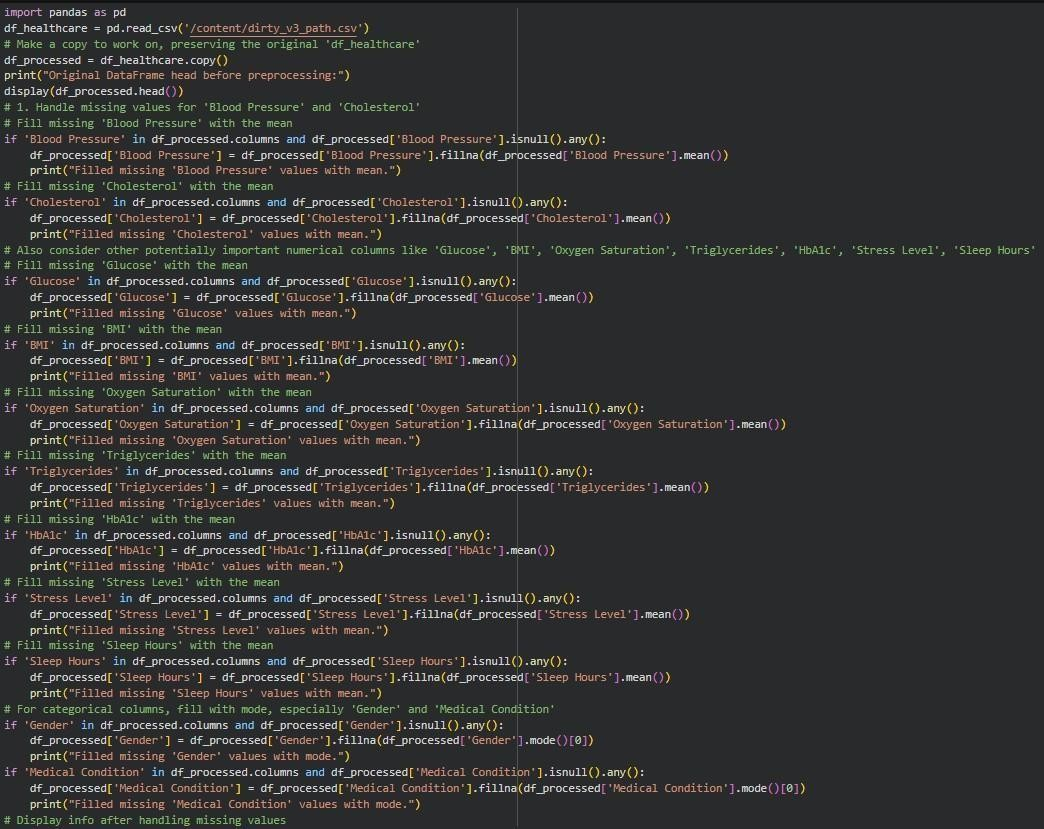 import pandas as pd
df_healthcare = pd.read_csv('/content/dirty_v3_path.csv')
# Make a copy to work on, preserving the original 'df_healthcare'
df_processed = df_healthcare.copy()
print("Original DataFrame head before preprocessing:")
display(df_processed.head())
# 1. Handle missing values for 'Blood Pressure' and 'Cholesterol'
# Fill missing 'Blood Pressure' with the mean
if 'Blood Pressure' in df_processed.columns and df_processed['Blood Pressure'].isnull().any():
    df_processed['Blood Pressure'] = df_processed['Blood Pressure'].fillna(df_processed['Blood Pressure'].mean())
    print("Filled missing 'Blood Pressure' values with mean.")
# Fill missing 'Cholesterol' with the mean
if 'Cholesterol' in df_processed.columns and df_processed['Cholesterol'].isnull().any():
    df_processed['Cholesterol'] = df_processed['Cholesterol'].fillna(df_processed['Cholesterol'].mean())
    print("Filled missing 'Cholesterol' values with mean.")
# Also consider other potentially important numerical columns like 'Glucose', 'BMI', 'Oxygen Saturation', 'Triglycerides', 'HbA1c', 'Stress Level', 'Sleep Hours'
# Fill missing 'Glucose' with the mean
if 'Glucose' in df_processed.columns and df_processed['Glucose'].isnull().any():
    df_processed['Glucose'] = df_processed['Glucose'].fillna(df_processed['Glucose'].mean())
    print("Filled missing 'Glucose' values with mean.")
# Fill missing 'BMI' with the mean
if 'BMI' in df_processed.columns and df_processed['BMI'].isnull().any():
    df_processed['BMI'] = df_processed['BMI'].fillna(df_processed['BMI'].mean())
    print("Filled missing 'BMI' values with mean.")
# Fill missing 'Oxygen Saturation' with the mean
if 'Oxygen Saturation' in df_processed.columns and df_processed['Oxygen Saturation'].isnull().any():
    df_processed['Oxygen Saturation'] = df_processed['Oxygen Saturation'].fillna(df_processed['Oxygen Saturation'].mean())
    print("Filled missing 'Oxygen Saturation' values with mean.")
# Fill missing 'Triglycerides' with the mean
if 'Triglycerides' in df_processed.columns and df_processed['Triglycerides'].isnull().any():
    df_processed['Triglycerides'] = df_processed['Triglycerides'].fillna(df_processed['Triglycerides'].mean())
    print("Filled missing 'Triglycerides' values with mean.")
# Fill missing 'HbA1c' with the mean
if 'HbA1c' in df_processed.columns and df_processed['HbA1c'].isnull().any():
    df_processed['HbA1c'] = df_processed['HbA1c'].fillna(df_processed['HbA1c'].mean())
    print("Filled missing 'HbA1c' values with mean.")
# Fill missing 'Stress Level' with the mean
if 'Stress Level' in df_processed.columns and df_processed['Stress Level'].isnull().any():
    df_processed['Stress Level'] = df_processed['Stress Level'].fillna(df_processed['Stress Level'].mean())
    print("Filled missing 'Stress Level' values with mean.")
# Fill missing 'Sleep Hours' with the mean
if 'Sleep Hours' in df_processed.columns and df_processed['Sleep Hours'].isnull().any():
    df_processed['Sleep Hours'] = df_processed['Sleep Hours'].fillna(df_processed['Sleep Hours'].mean())
    print("Filled missing 'Sleep Hours' values with mean.")
# For categorical columns, fill with mode, especially 'Gender' and 'Medical Condition'
if 'Gender' in df_processed.columns and df_processed['Gender'].isnull().any():
    df_processed['Gender'] = df_processed['Gender'].fillna(df_processed['Gender'].mode()[0])
    print("Filled missing 'Gender' values with mode.")
if 'Medical Condition' in df_processed.columns and df_processed['Medical Condition'].isnull().any():
    df_processed['Medical Condition'] = df_processed['Medical Condition'].fillna(df_processed['Medical Condition'].mode()[0])
    print("Filled missing 'Medical Condition' values with mode.")
# Display info after handling missing values